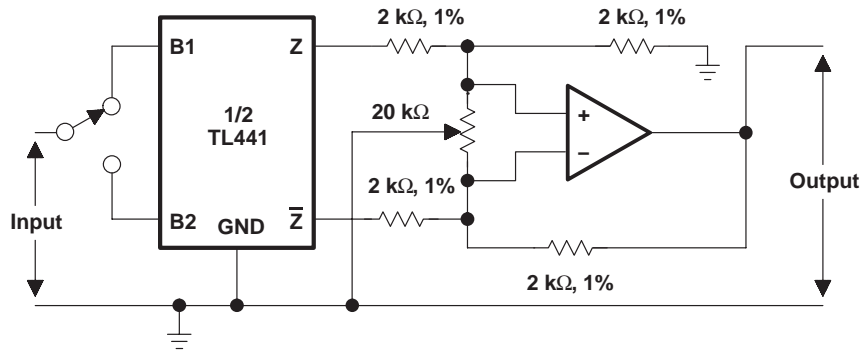 2 kΩ, 1%
2 kΩ, 1%
B1
Z
1/2
TL441
20 kΩ
+
−
2 kΩ, 1%
Output
Input
B2
GND
Z̅
2 kΩ, 1%